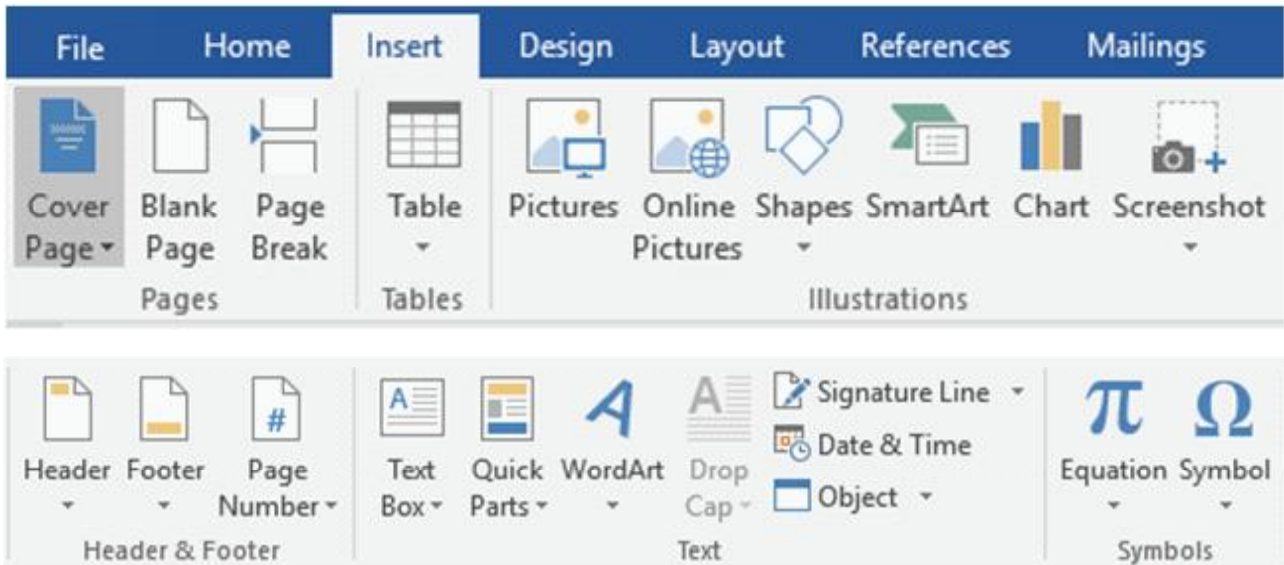 File Home Insert Design Layout References Mailings
Cover Blank Page Table Pictures Online Shapes SmartArt Chart Screenshot
Page Page Break Pictures
Pages Tables Illustrations
Signature Line
A A A
# Date & Time π Ω
Header Footer Page Text Quick WordArt Drop Equation Symbol
Number Box Parts Cap Object
Header & Footer Text Symbols